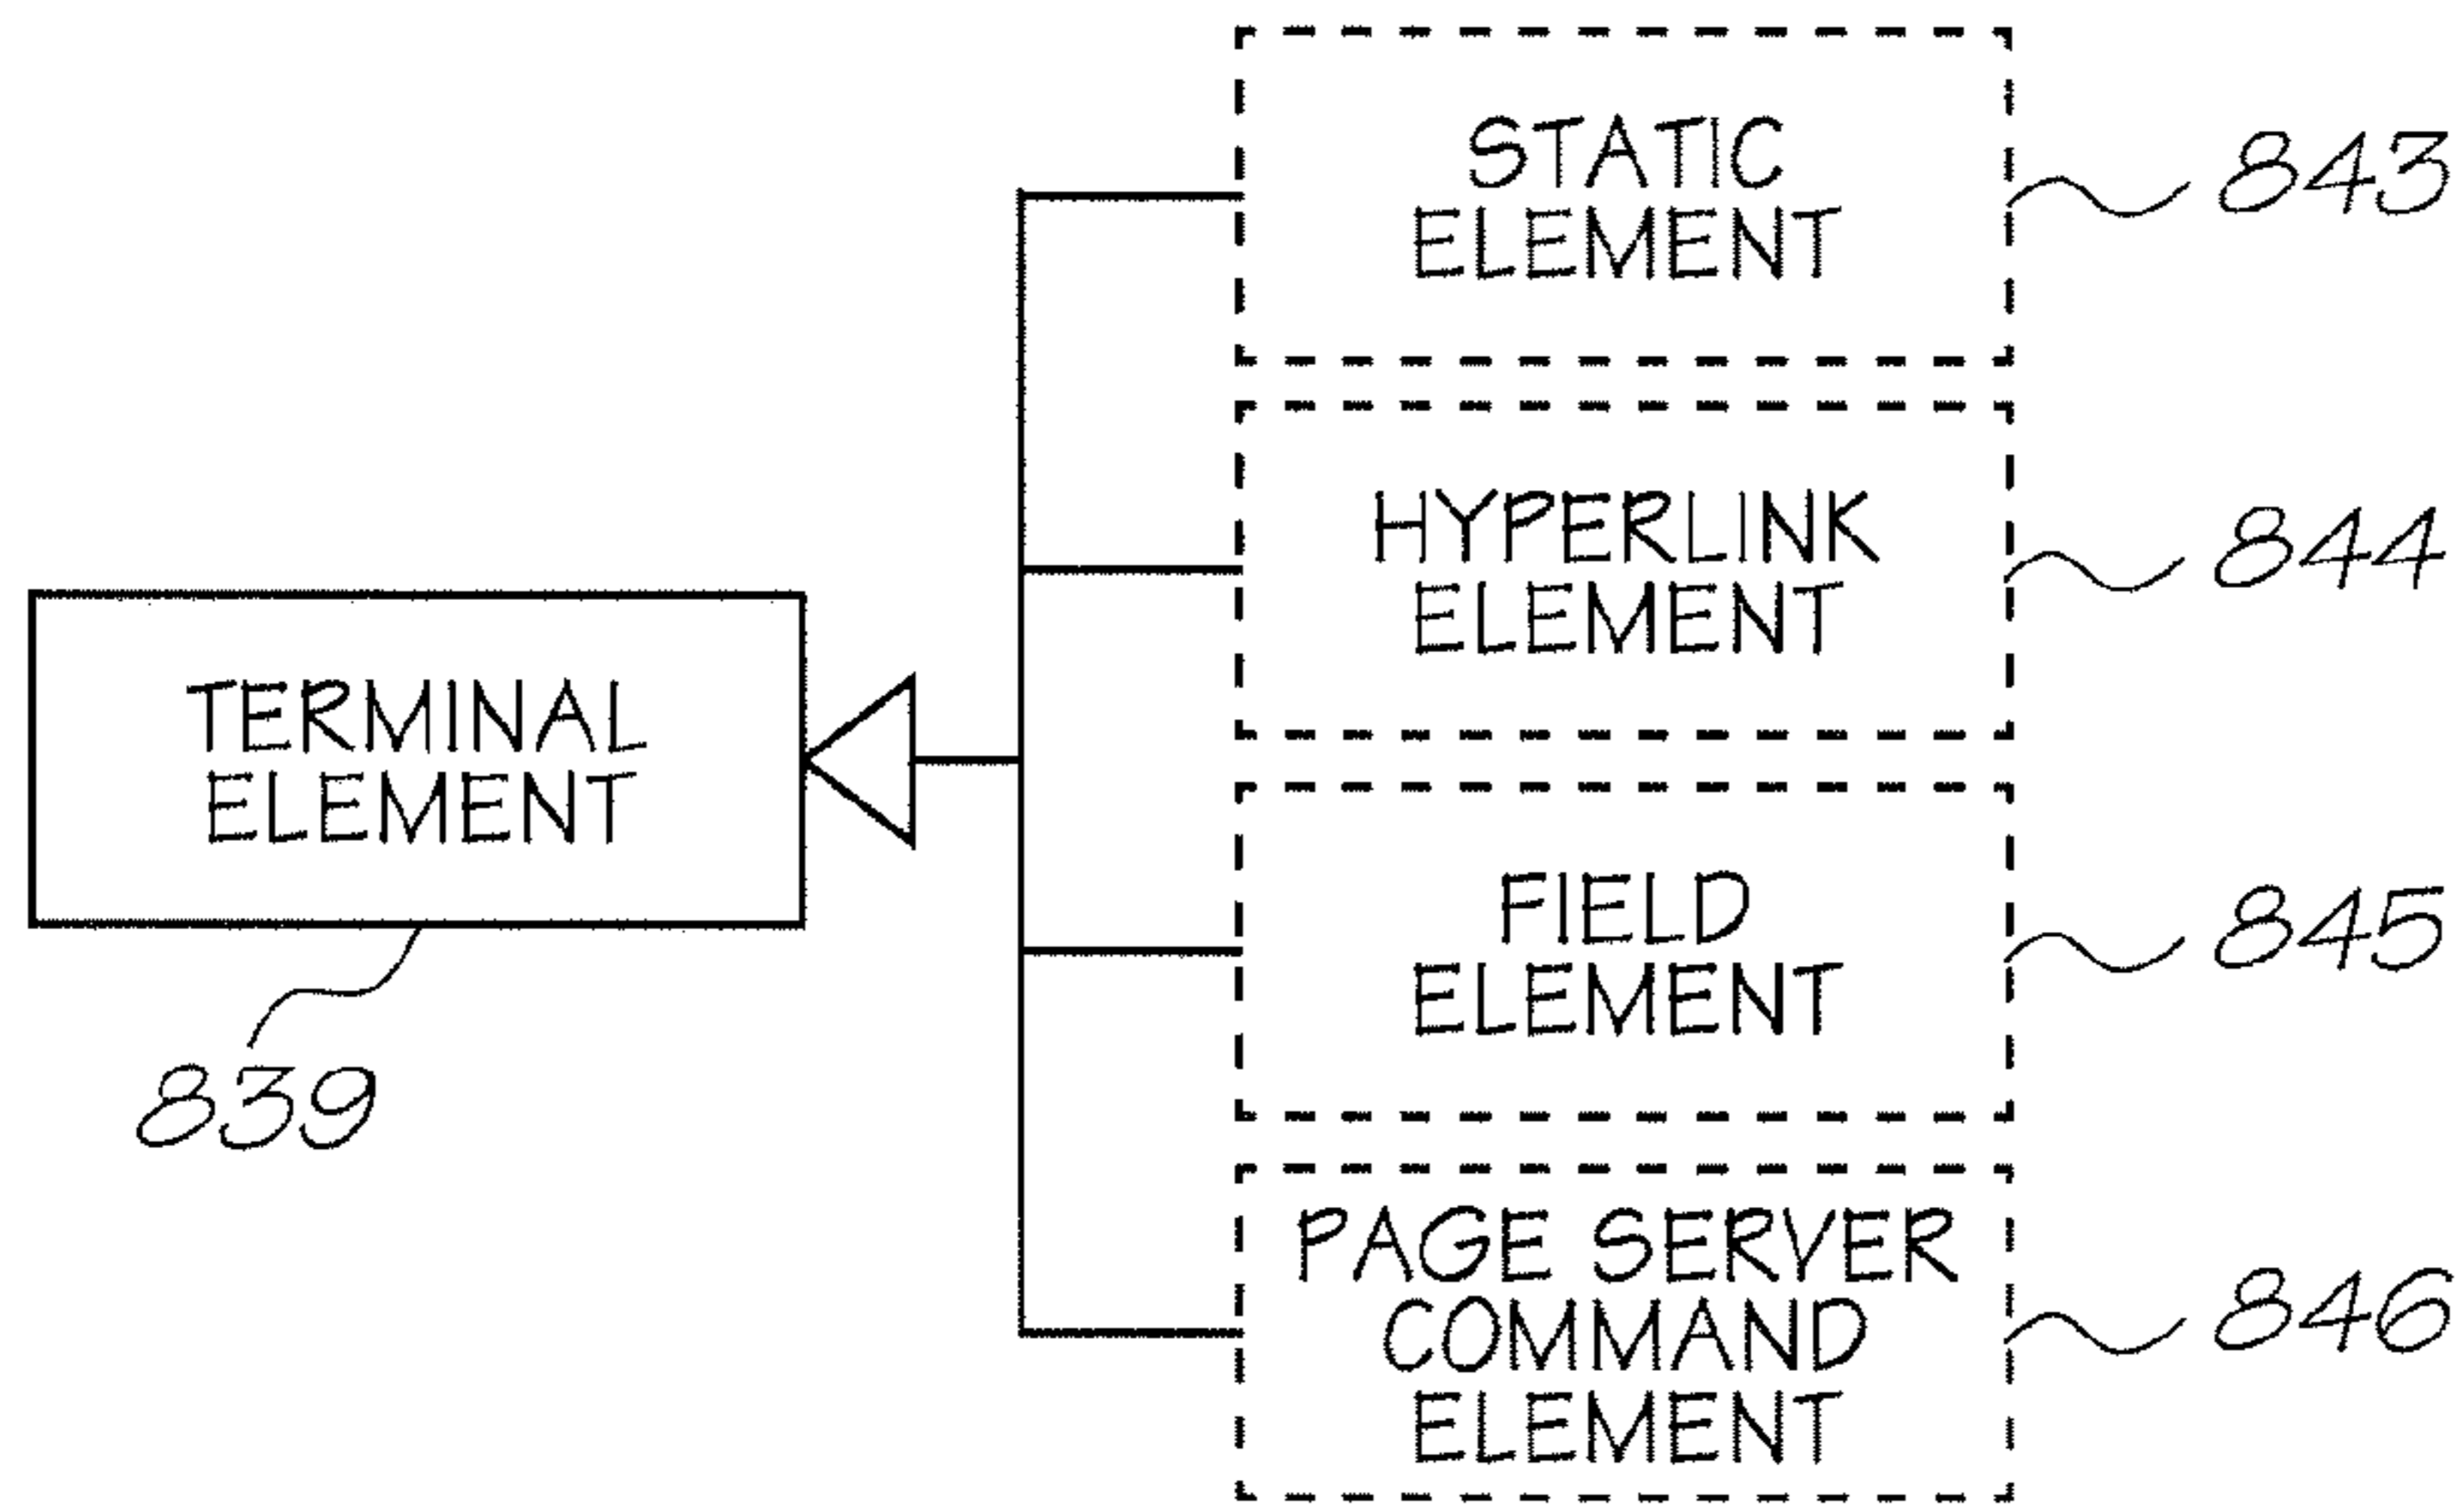 STATIC
ELEMENT
843
HYPERLINK
ELEMENT
844
TERMINAL
ELEMENT
839
FIELD
ELEMENT
845
PAGE SERVER
COMMAND
ELEMENT
846